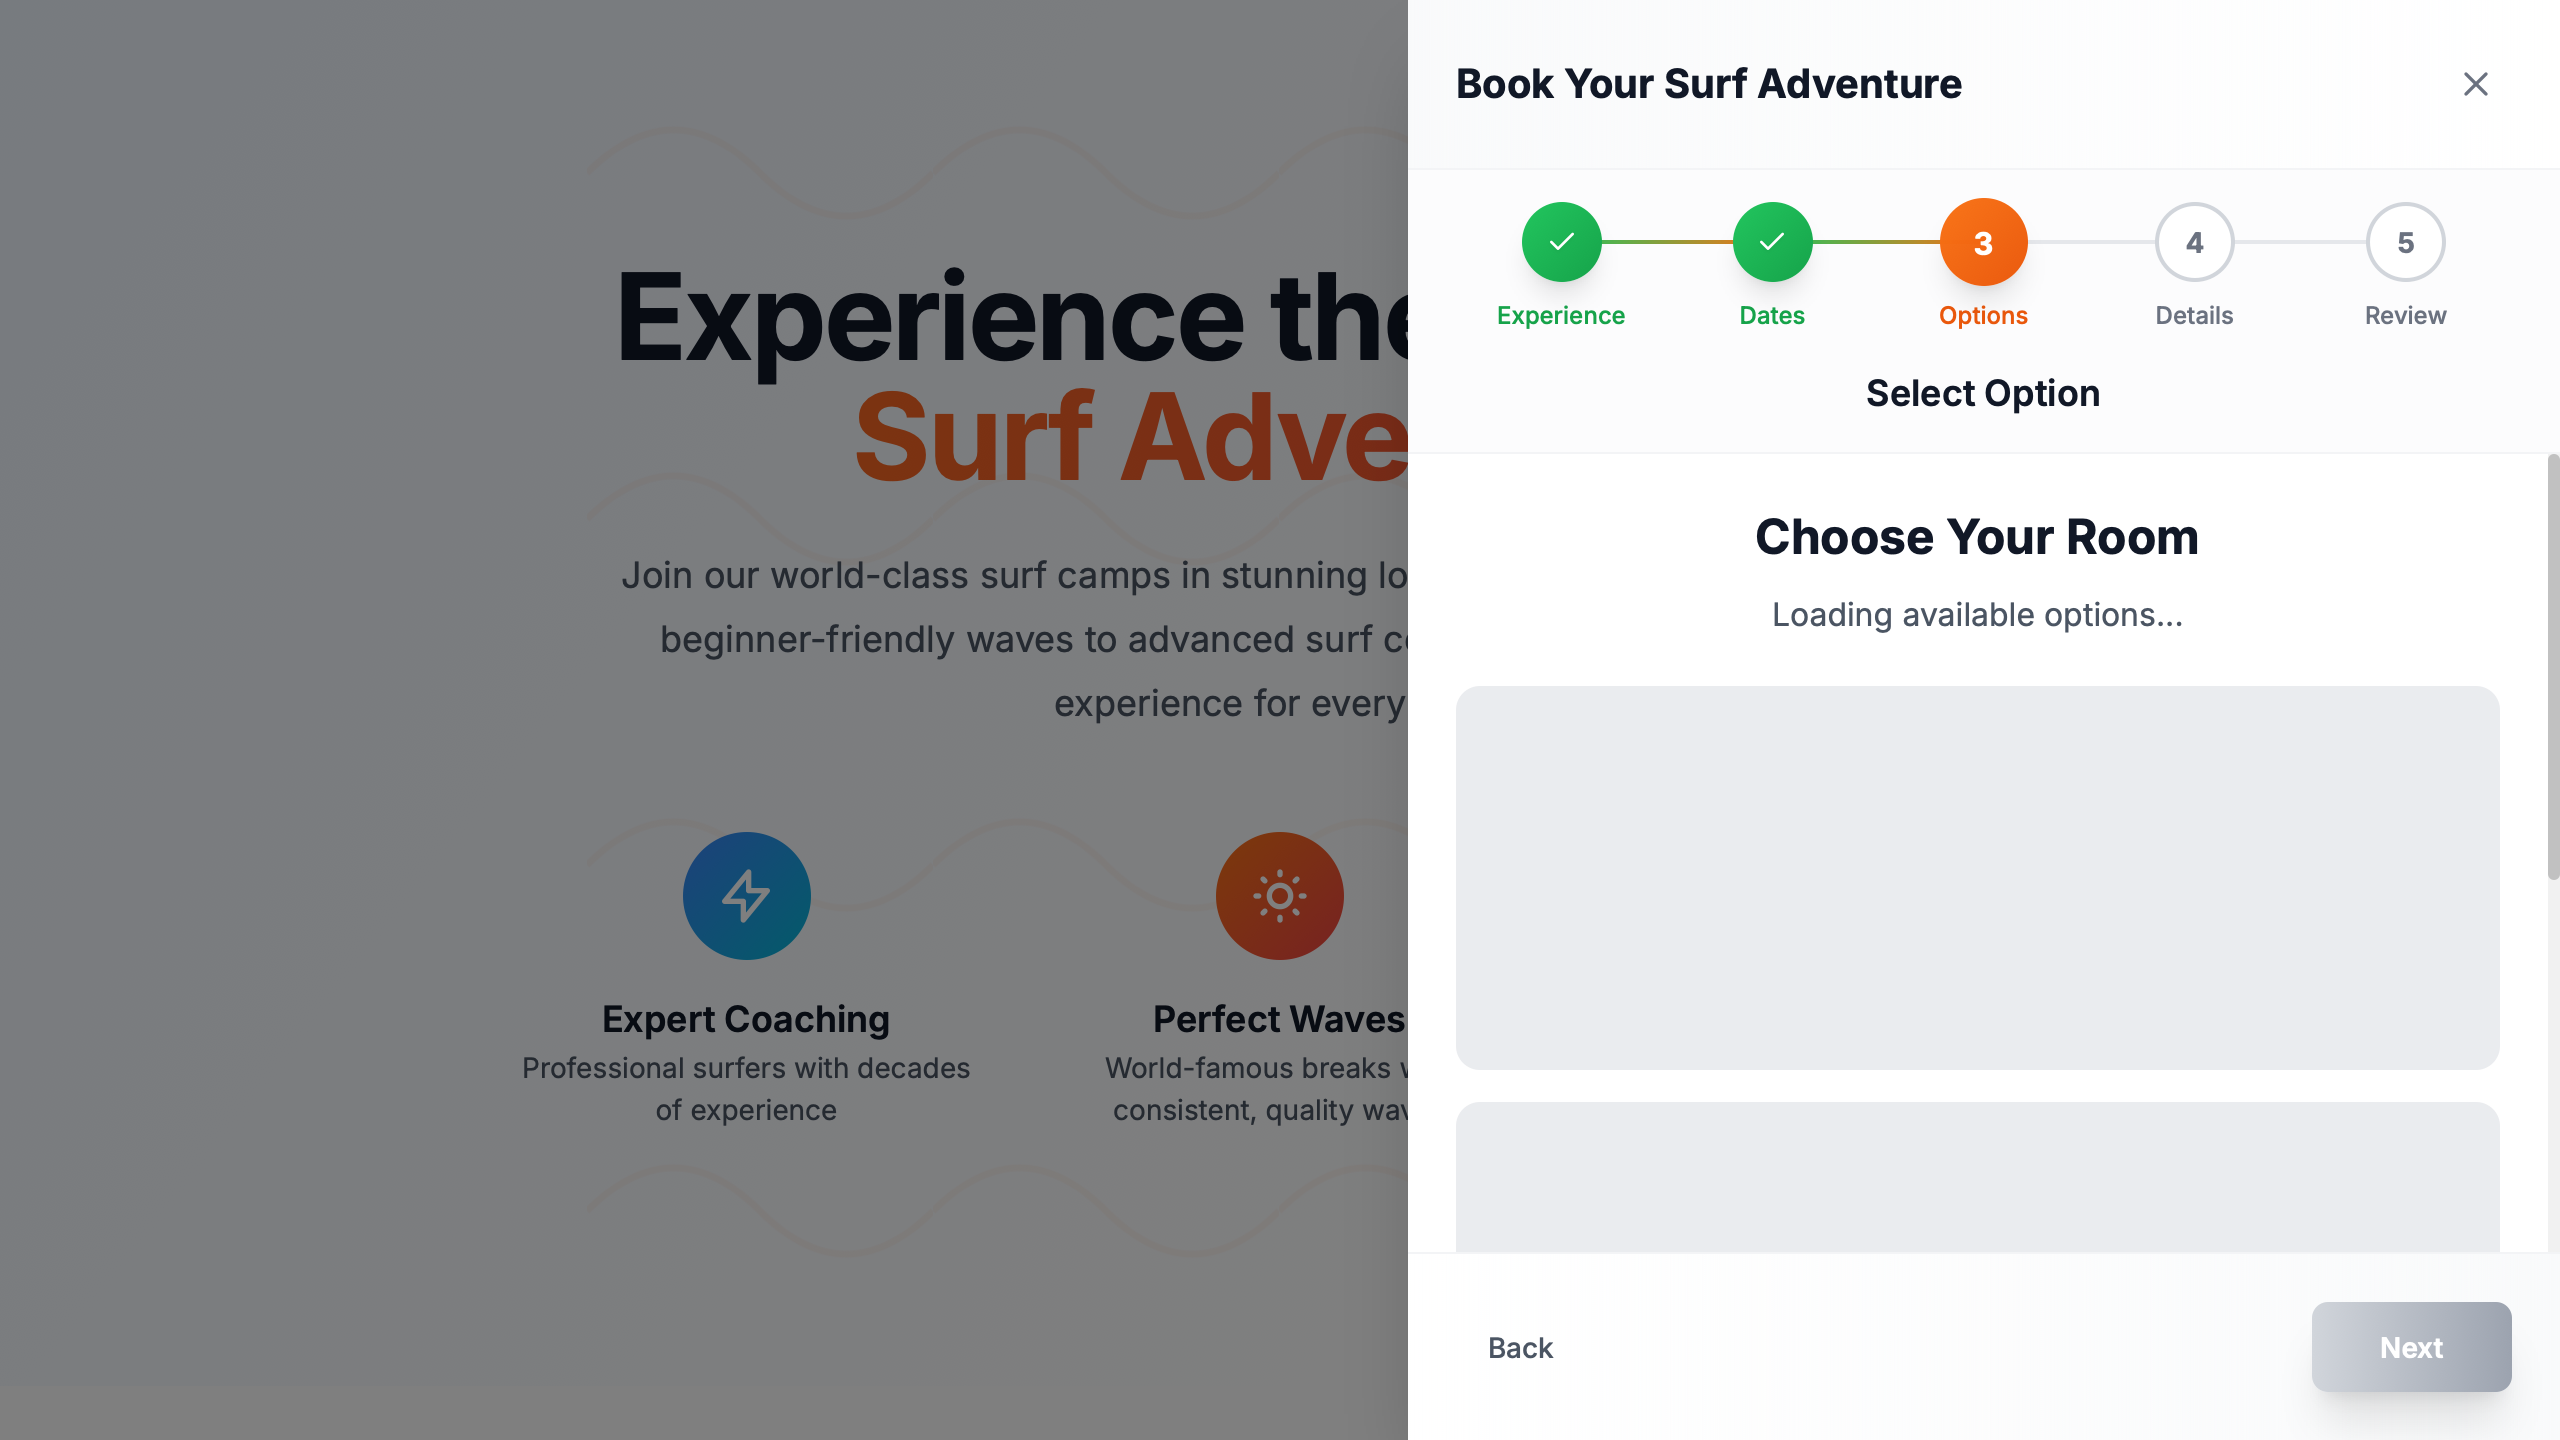 Experience the
Surf Adve
Join our world-class surf camps in stunning lo
beginner-friendly waves to advanced surf c
experience for every
Expert Coaching
Professional surfers with decades
of experience
Perfect Waves
World-famous breaks
consistent, quality wav
Book Your Surf Adventure
3
4
5
Experience
Dates
Options
Details
Review
Select Option
Choose Your Room
Loading available options...
Back
Next